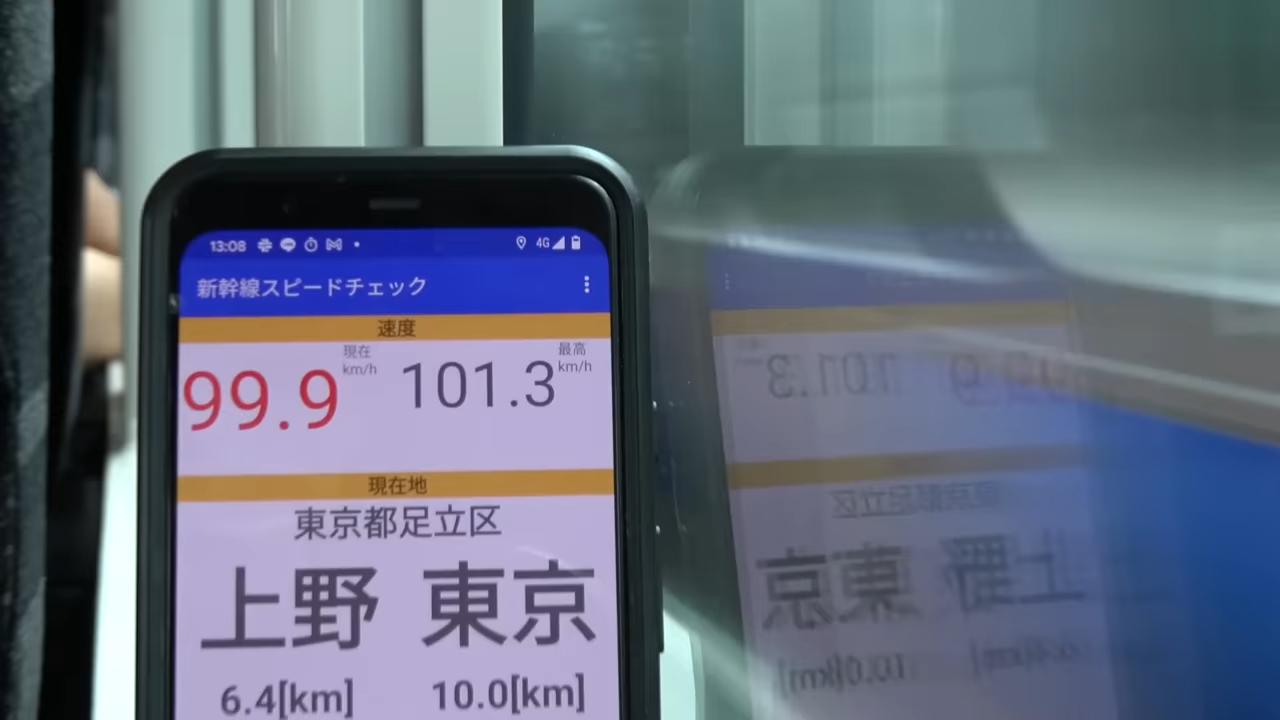 13:08 4G
新幹線スピードチェック
速度
99.9 現在 km/h 101.3 最高 km/h
現在地
東京都足立区
上野 東京
6.4[km] 10.0[km]